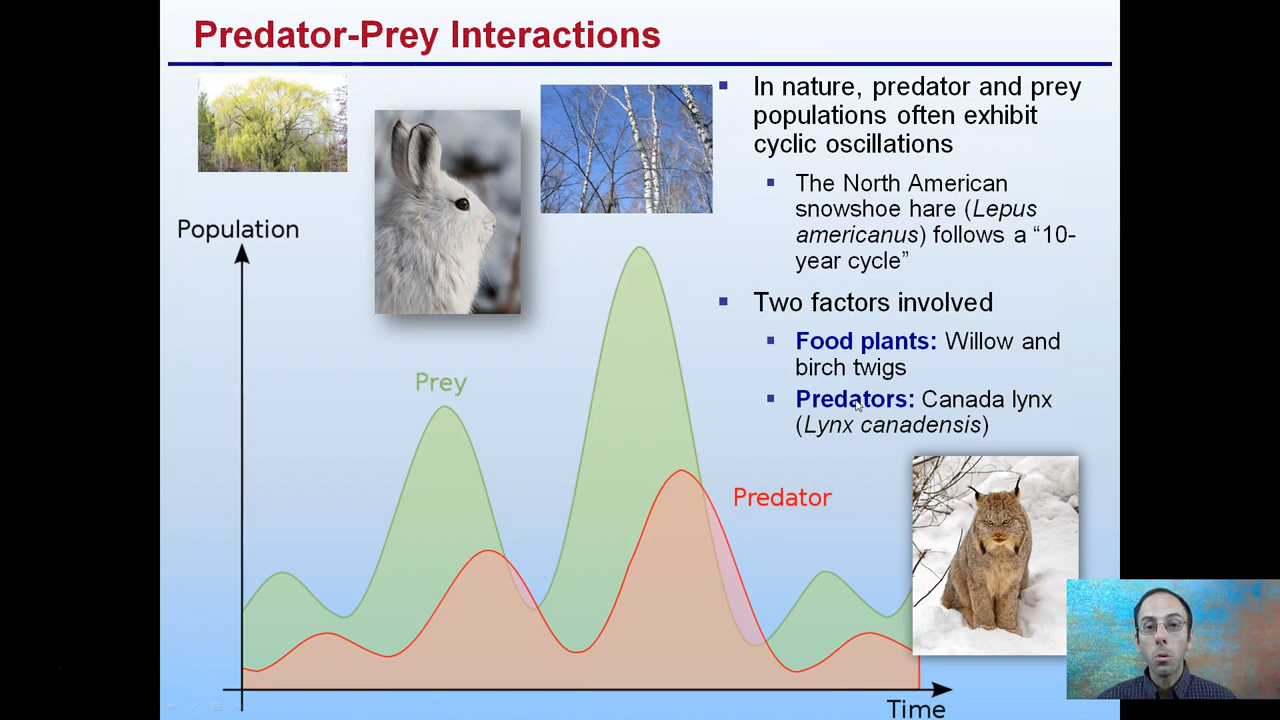 Predator-Prey Interactions
In nature, predator and prey
populations often exhibit
cyclic oscillations
The North American
snowshoe hare (Lepus
americanus) follows a “10-
year cycle”
Two factors involved
Food plants: Willow and
birch twigs
Predators: Canada lynx
(Lynx canadensis)
Population
Prey
Predator
Time